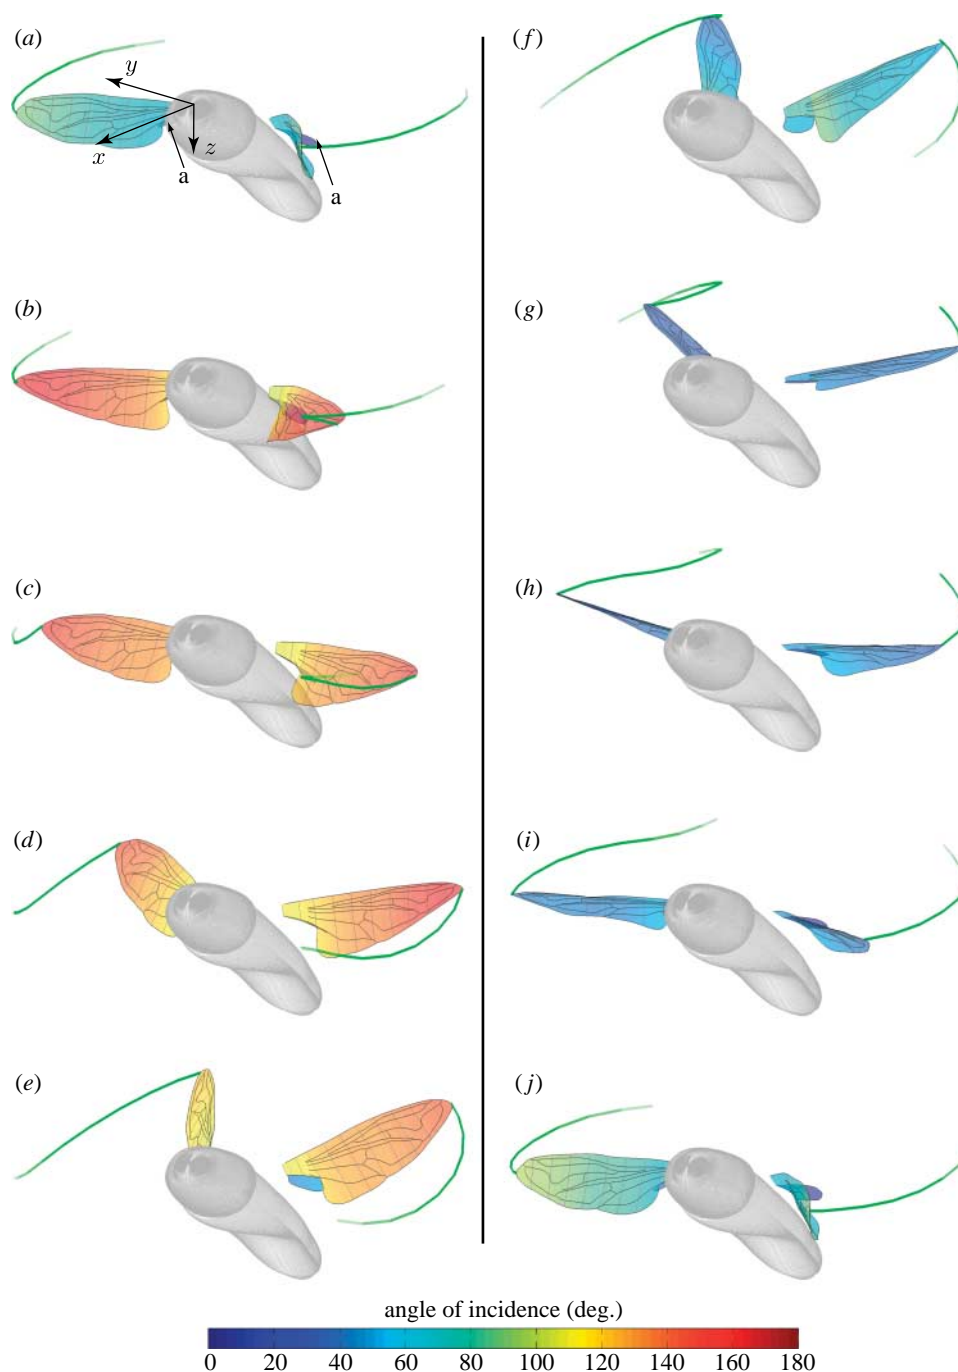 (a)
y
x
z
a
a
(b)
(c)
(d)
(e)
(f)
(g)
(h)
(i)
(j)
angle of incidence (deg.)
0 20 40 60 80 100 120 140 160 180